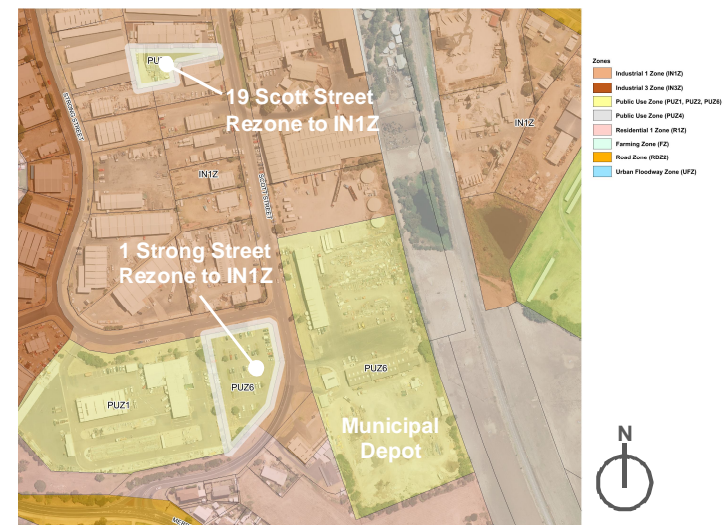 PU
19 Scott Street
Rezone to IN1Z
STRONG STREET
IN1Z
IN1Z
SCOTT STREET
1 Strong Street
Rezone to IN1Z
PUZ6
PUZ6
PUZ1
Municipal
Depot
MER
Zones
Industrial 1 Zone (IN1Z)
Industrial 3 Zone (IN3Z)
Public Use Zone (PUZ1, PUZ2, PUZ6)
Public Use Zone (PUZ4)
Residential 1 Zone (R1Z)
Farming Zone (FZ)
Road Zone (RDZ2)
Urban Floodway Zone (UFZ)
N